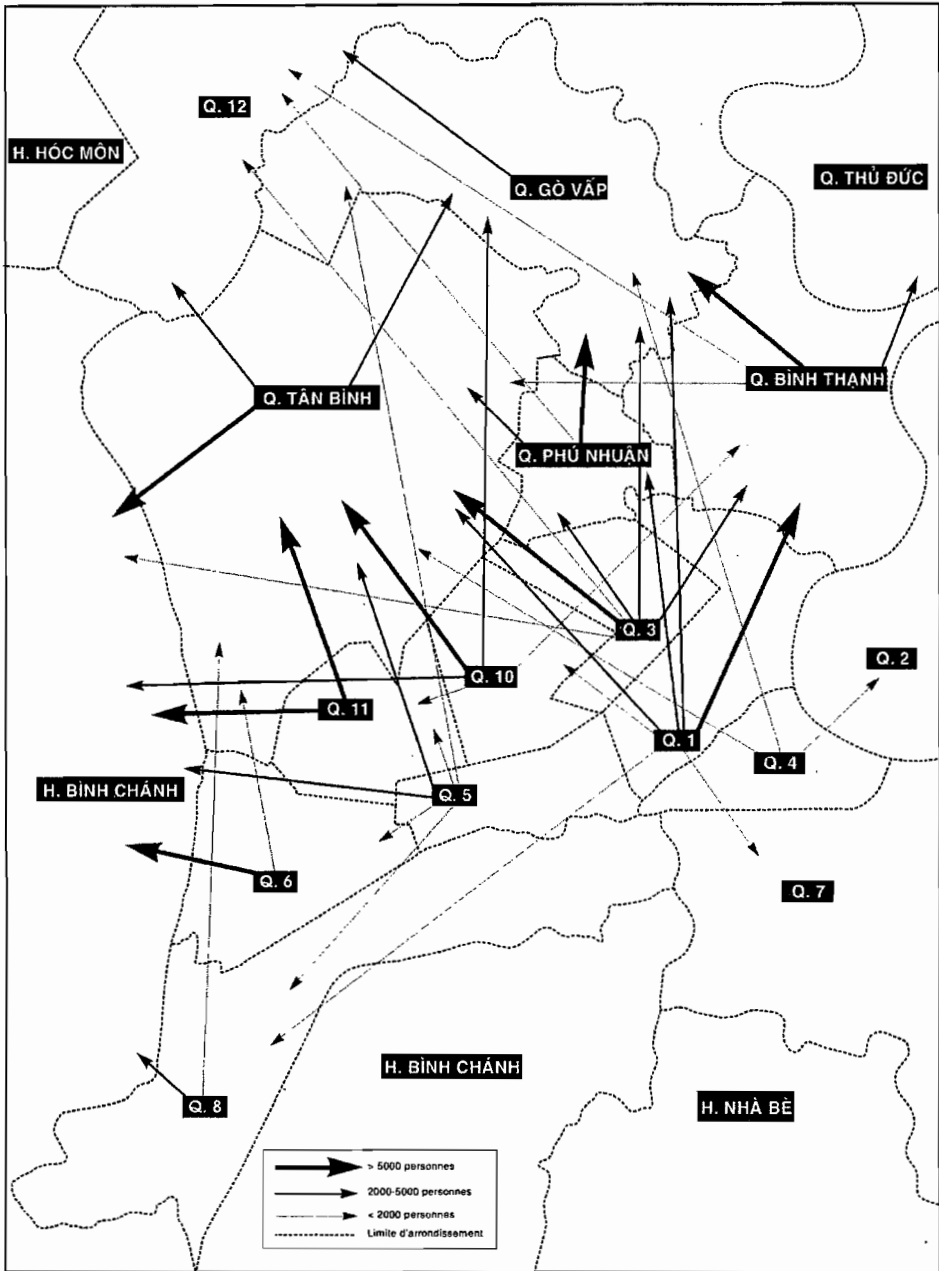 Q. 12
H. HÓC MÔN
Q. GÒ VẤP
Q. THỦ ĐỨC
Q. TÂN BÌNH
Q. BÌNH THẠNH
Q. PHÚ NHUẬN
Q. 3
Q. 2
Q. 10
Q. 11
Q. 1
Q. 4
H. BÌNH CHÁNH
Q. 5
Q. 6
Q. 7
H. BÌNH CHÁNH
Q. 8
H. NHÀ BÈ
> 5000 personnes
2000-5000 personnes
< 2000 personnes
Limite d'arrondissement